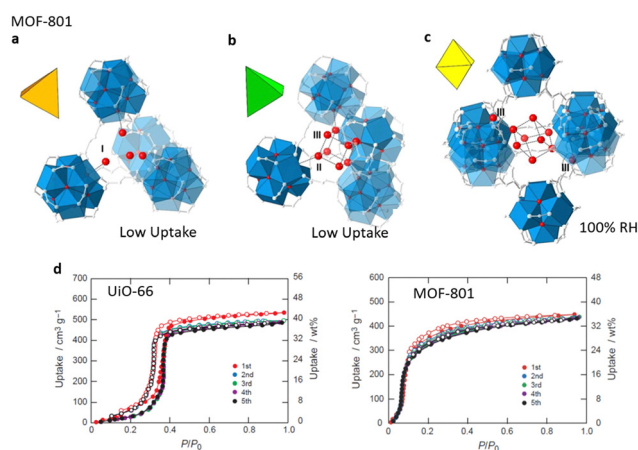 MOF-801
a
b
c
I
III
II
III
III
Low Uptake
Low Uptake
100% RH
d
UiO-66
MOF-801
Uptake / cm³ g⁻¹
700
600
500
400
300
200
100
0
56
48
40
32
24
16
8
0
Uptake / wt%
1st
2nd
3rd
4th
5th
0 0.2 0.4 0.6 0.8 1.0
P/P₀
Uptake / cm³ g⁻¹
600
500
400
300
200
100
0
48
40
32
24
16
8
0
Uptake / wt%
1st
2nd
3rd
4th
5th
0 0.2 0.4 0.6 0.8 1.0
P/P₀